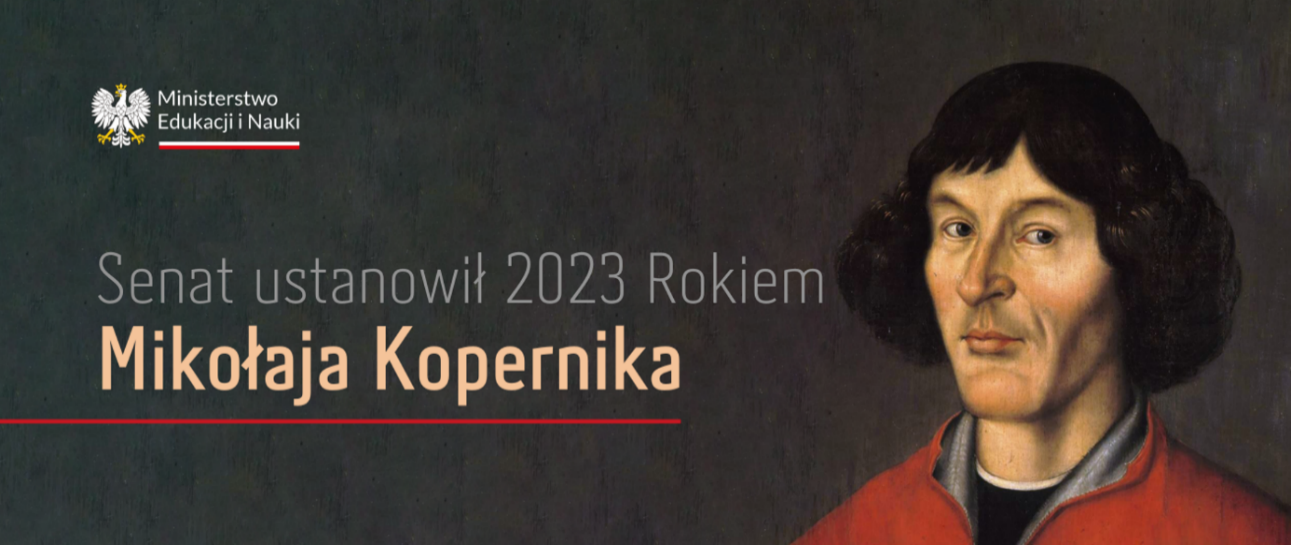 Ministerstwo
Edukacji i Nauki
Senat ustanowił 2023 Rokiem
Mikołaja Kopernika